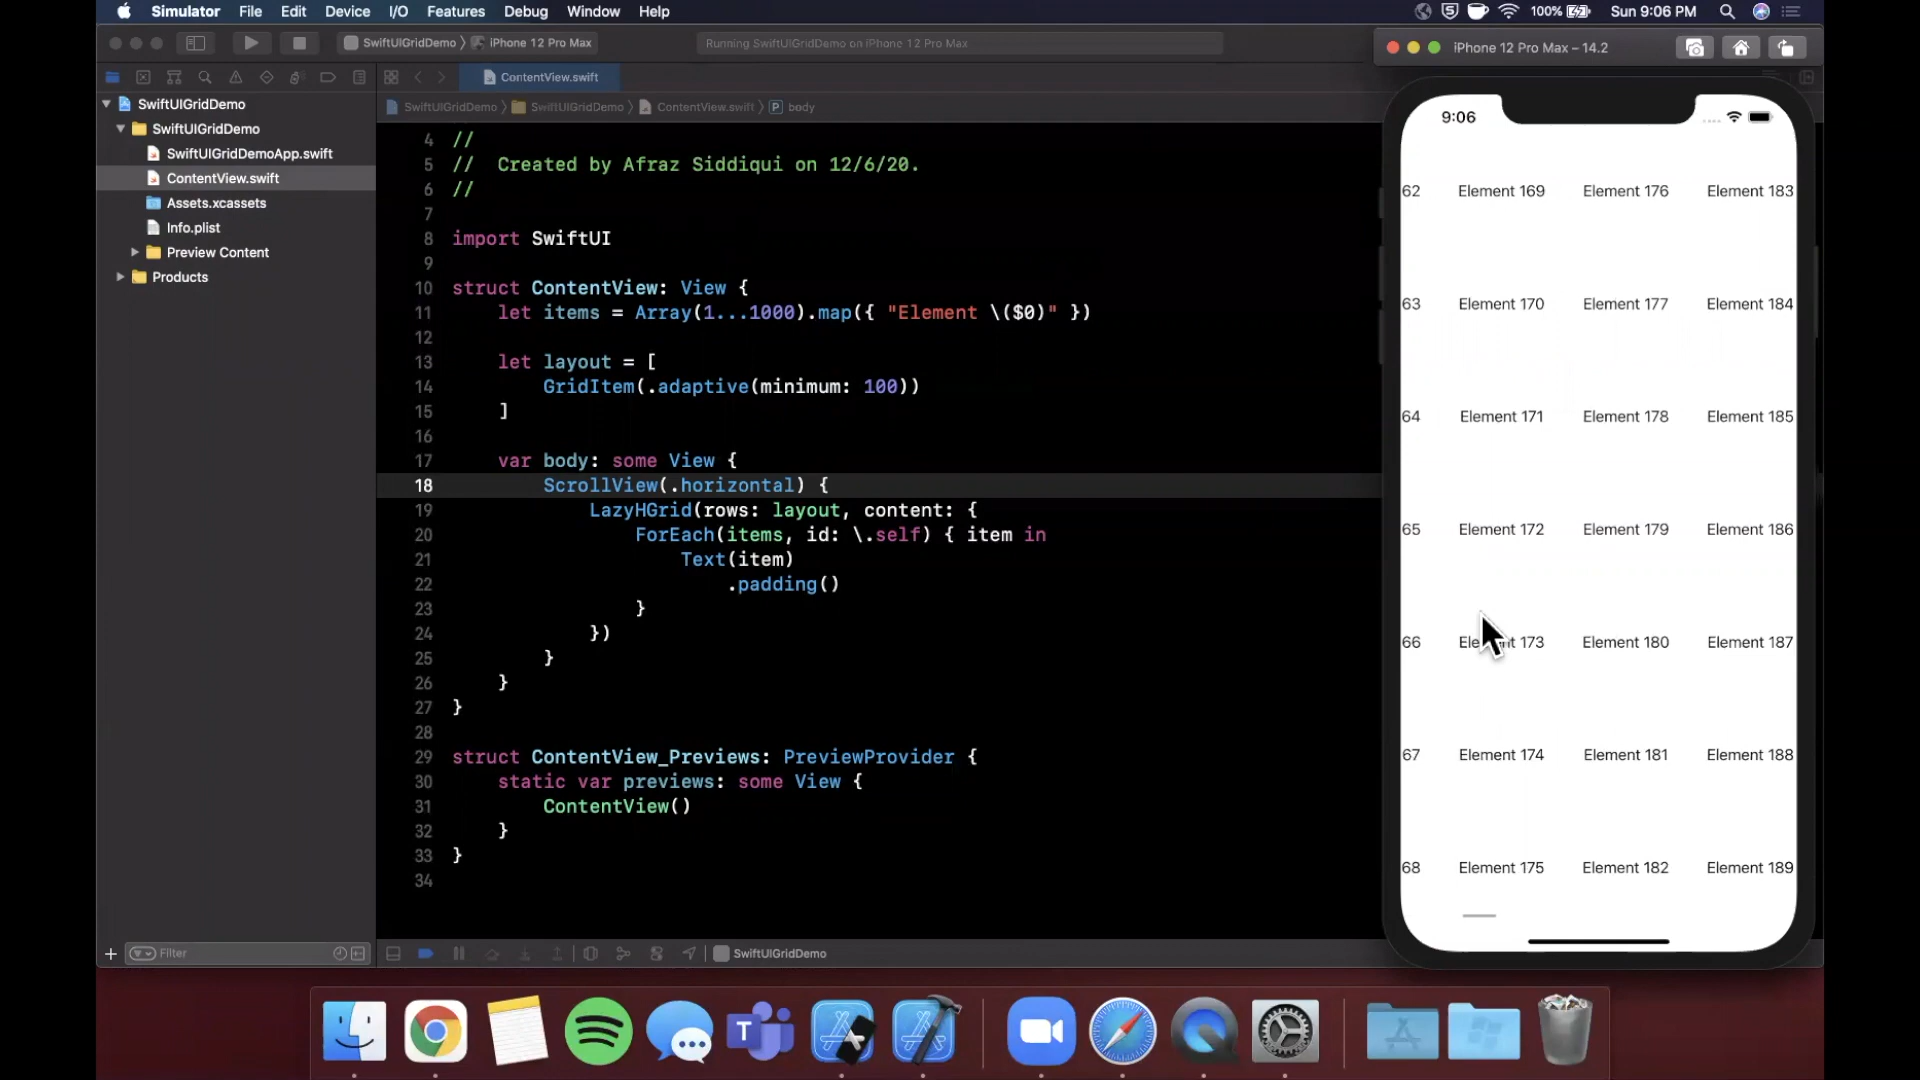 Simulator File Edit Device I/O Features Debug Window Help
100% Sun 9:06 PM
SwiftUIGridDemo iPhone 12 Pro Max
Running SwiftUIGridDemo on iPhone 12 Pro Max
iPhone 12 Pro Max – 14.2
ContentView.swift
SwiftUIGridDemo SwiftUIGridDemo ContentView.swift P body
SwiftUIGridDemo
SwiftUIGridDemo
SwiftUIGridDemoApp.swift
ContentView.swift
Assets.xcassets
Info.plist
Preview Content
Products
Filter
4 //
5 //  Created by Afraz Siddiqui on 12/6/20.
6 //
7
8 import SwiftUI
9
10 struct ContentView: View {
11     let items = Array(1...1000).map({ "Element \($0)" })
12
13     let layout = [
14         GridItem(.adaptive(minimum: 100))
15     ]
16
17     var body: some View {
18         ScrollView(.horizontal) {
19             LazyHGrid(rows: layout, content: {
20                 ForEach(items, id: \.self) { item in
21                     Text(item)
22                         .padding()
23                 }
24             })
25         }
26     }
27 }
28
29 struct ContentView_Previews: PreviewProvider {
30     static var previews: some View {
31         ContentView()
32     }
33 }
34
SwiftUIGridDemo
9:06
62 Element 169 Element 176 Element 183
63 Element 170 Element 177 Element 184
64 Element 171 Element 178 Element 185
65 Element 172 Element 179 Element 186
66 Element 173 Element 180 Element 187
67 Element 174 Element 181 Element 188
68 Element 175 Element 182 Element 189
T